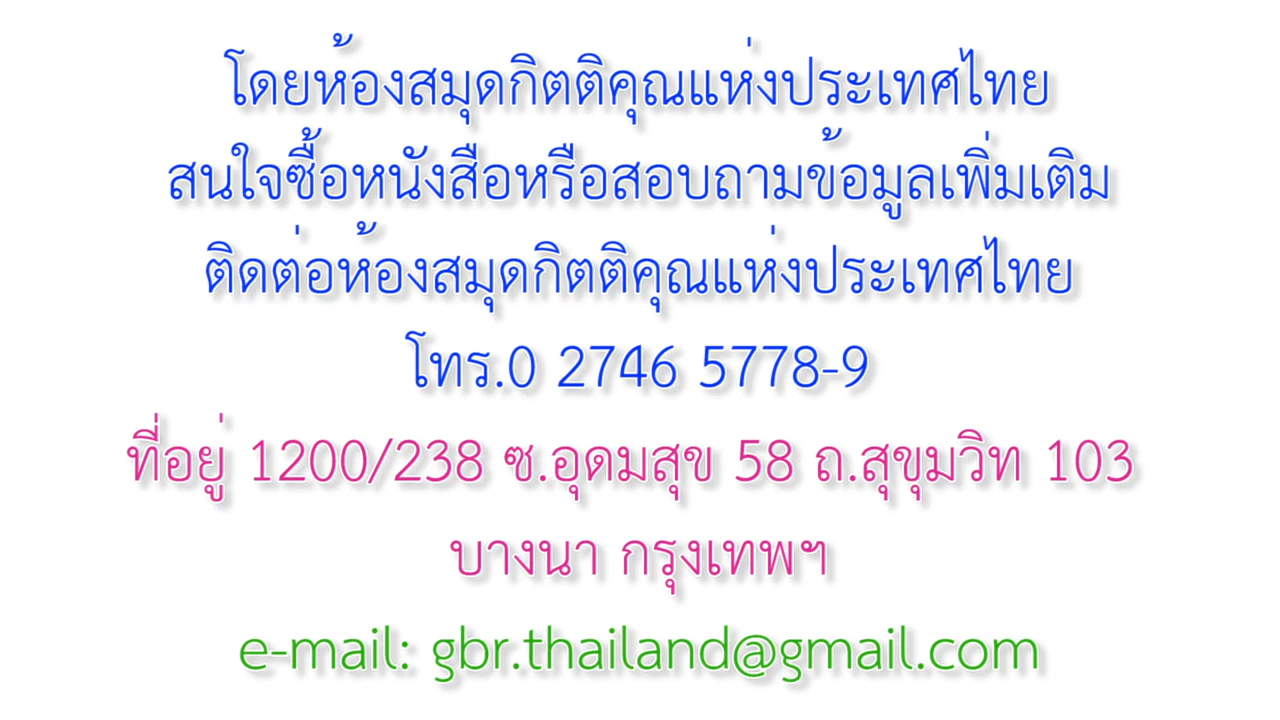 โดยห้องสมุดกิตติคุณแห่งประเทศไทย
สนใจซื้อหนังสือหรือสอบถามข้อมูลเพิ่มเติม
ติดต่อห้องสมุดกิตติคุณแห่งประเทศไทย
โทร.0 2746 5778-9
ที่อยู่ 1200/238 ซ.อุดมสุข 58 ถ.สุขุมวิท 103
บางนา กรุงเทพฯ
e-mail: gbr.thailand@gmail.com